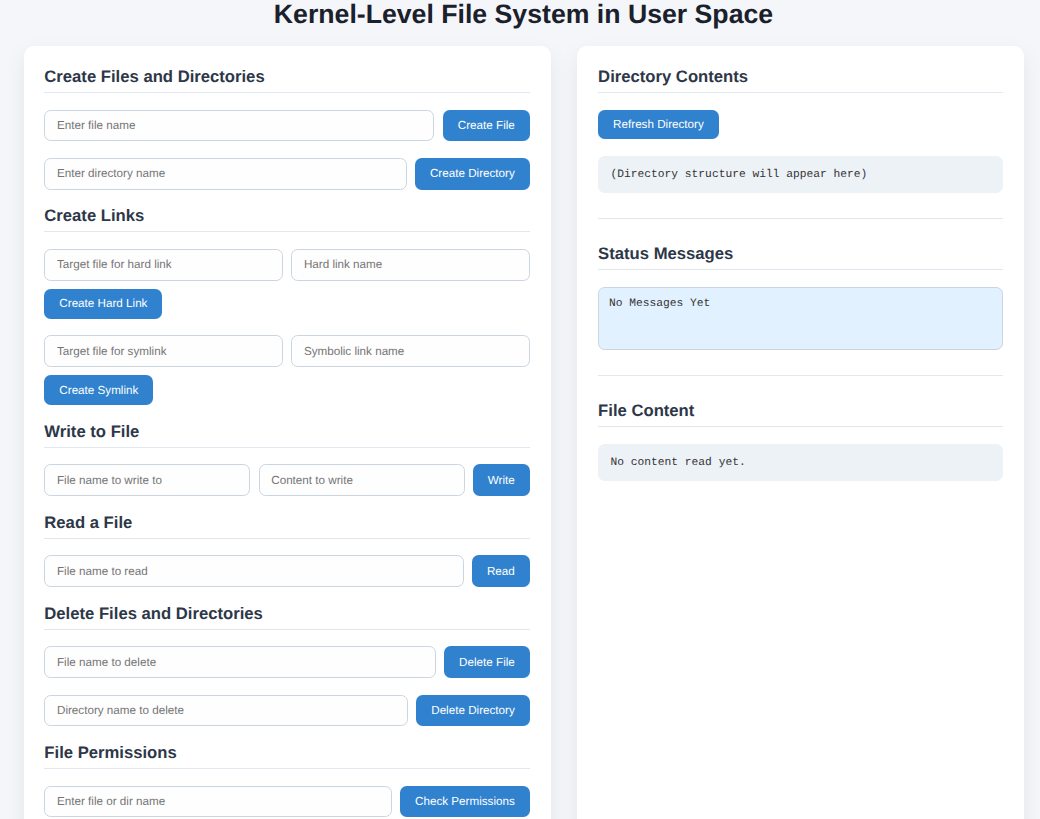 Kernel-Level File System in User Space
Create Files and Directories
Enter file name
Create File
Enter directory name
Create Directory
Create Links
Target file for hard link
Hard link name
Create Hard Link
Target file for symlink
Symbolic link name
Create Symlink
Write to File
File name to write to
Content to write
Write
Read a File
File name to read
Read
Delete Files and Directories
File name to delete
Delete File
Directory name to delete
Delete Directory
File Permissions
Enter file or dir name
Check Permissions
Directory Contents
Refresh Directory
(Directory structure will appear here)
Status Messages
No Messages Yet
File Content
No content read yet.